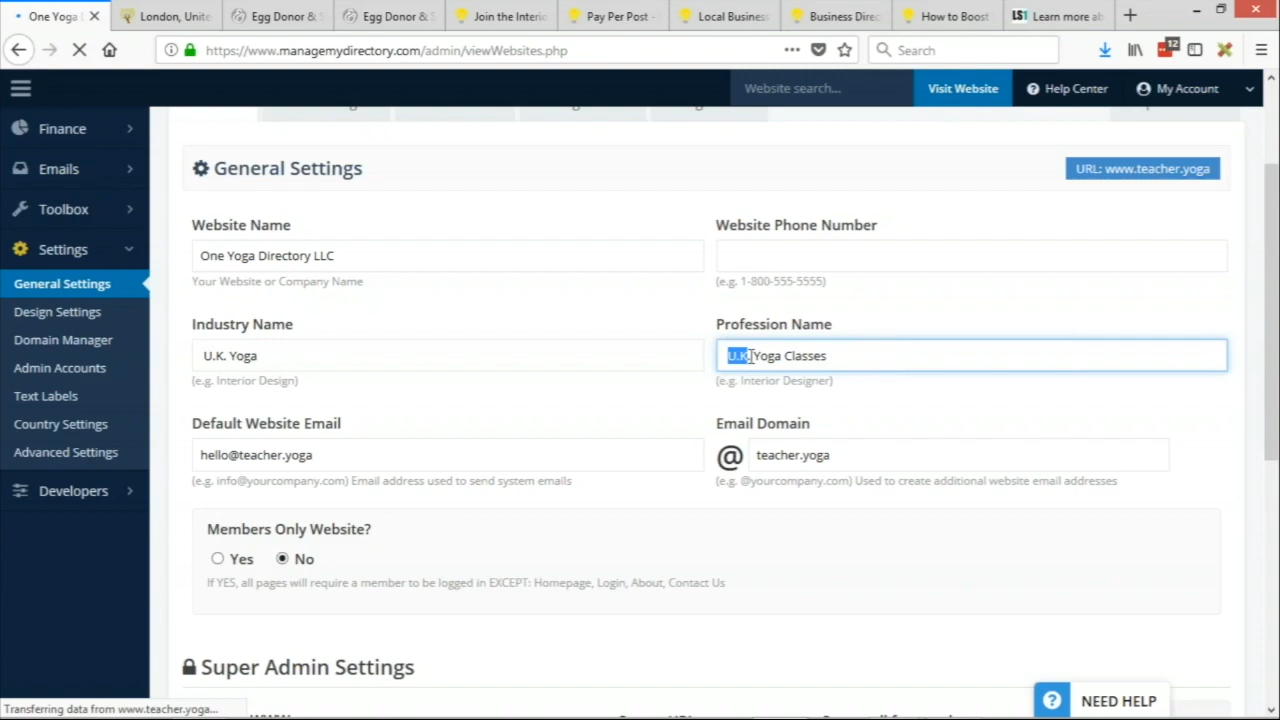 One Yoga
London, Unite
Egg Donor & S
Egg Donor & S
Join the Interi
Pay Per Post -
Local Business
Business Direc
How to Boost
LS1 Learn more ab
https://www.managemydirectory.com/admin/viewWebsites.php
Search
12
Website search...
Visit Website
Help Center
My Account
Finance
Emails
Toolbox
Settings
General Settings
Design Settings
Domain Manager
Admin Accounts
Text Labels
Country Settings
Advanced Settings
Developers
General Settings
URL: www.teacher.yoga
Website Name
Website Phone Number
One Yoga Directory LLC
Your Website or Company Name
(e.g. 1-800-555-5555)
Industry Name
Profession Name
U.K. Yoga
U.K. Yoga Classes
(e.g. Interior Design)
(e.g. Interior Designer)
Default Website Email
Email Domain
hello@teacher.yoga
@ teacher.yoga
(e.g. info@yourcompany.com) Email address used to send system emails
(e.g. @yourcompany.com) Used to create additional website email addresses
Members Only Website?
Yes No
If YES, all pages will require a member to be logged in EXCEPT: Homepage, Login, About, Contact Us
Super Admin Settings
NEED HELP
Transferring data from www.teacher.yoga...